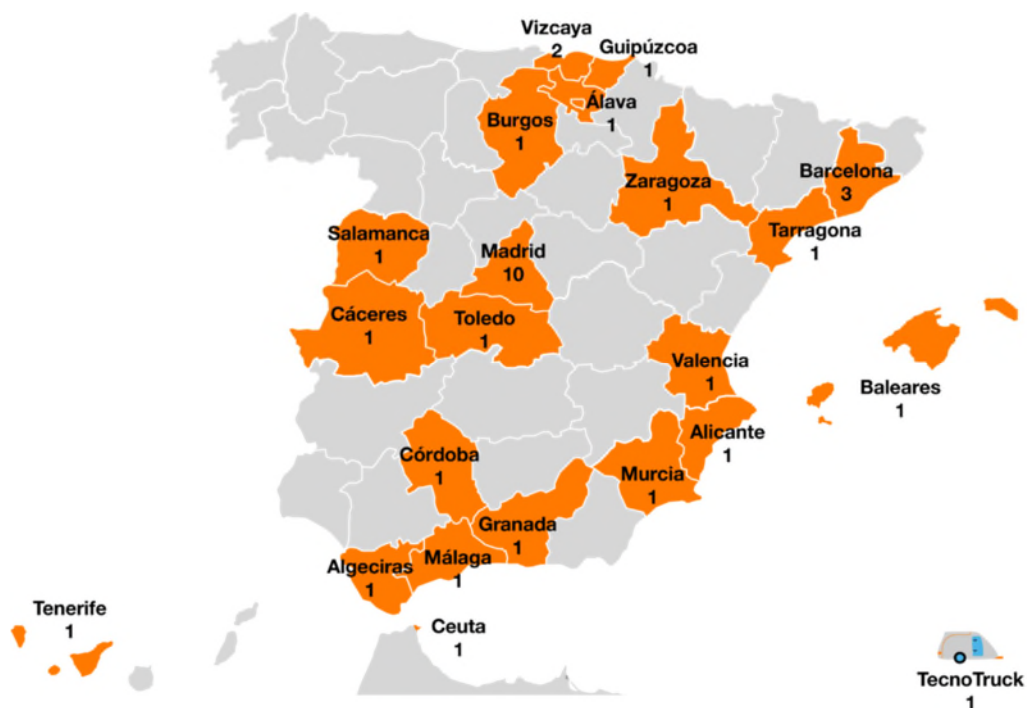 Vizcaya
2
Guipúzcoa
1
Álava
1
Burgos
1
Zaragoza
1
Barcelona
3
Tarragona
1
Salamanca
1
Madrid
10
Cáceres
1
Toledo
1
Valencia
1
Baleares
1
Alicante
1
Córdoba
1
Murcia
1
Granada
1
Málaga
1
Algeciras
1
Tenerife
1
Ceuta
1
TecnoTruck
1